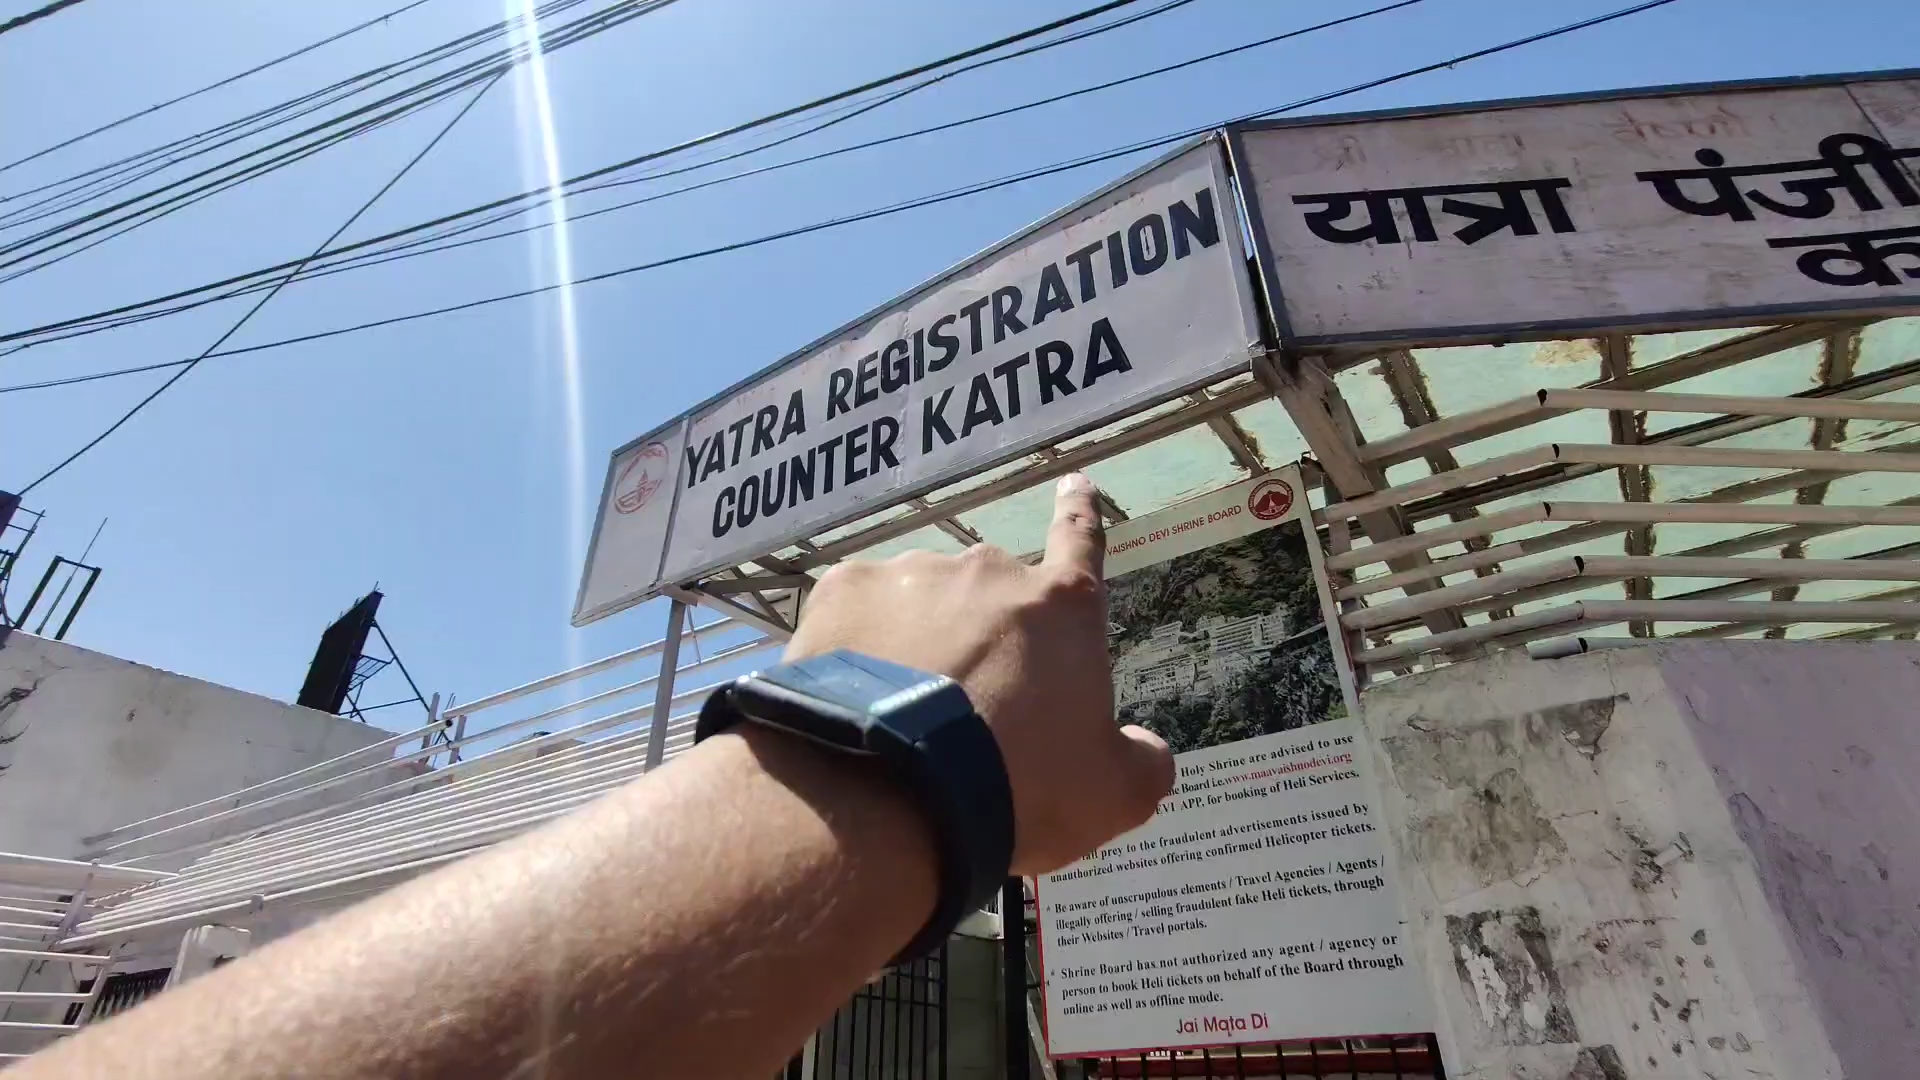 YATRA REGISTRATION
COUNTER KATRA
यात्रा पंजी
क
VAISHNO DEVI SHRINE BOARD
Holy Shrine are advised to use
Board i.e.www.maavaishnodevi.org
APP, for booking of Heli Services.
prey to the fraudulent advertisements issued by
unauthorized websites offering confirmed Helicopter tickets.
* Be aware of unscrupulous elements / Travel Agencies / Agents /
illegally offering / selling fraudulent fake Heli tickets, through
their Websites / Travel portals.
* Shrine Board has not authorized any agent / agency or
person to book Heli tickets on behalf of the Board through
online as well as offline mode.
Jai Mata Di